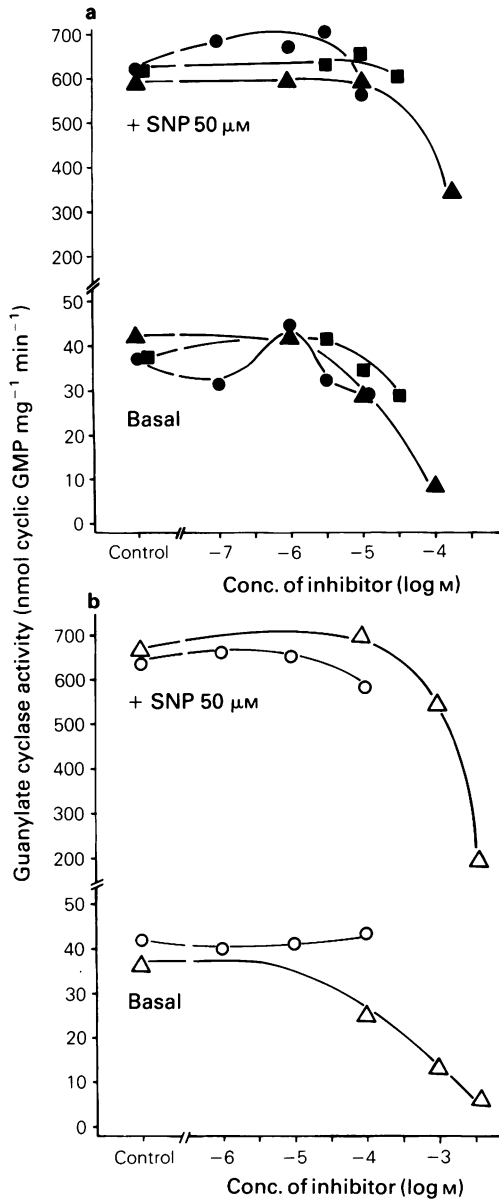 a
700
600
500
400
300
200
+ SNP 50 μM
50
40
30
20
10
0
Basal
Control
−7
−6
−5
−4
Conc. of inhibitor (log M)
Guanylate cyclase activity (nmol cyclic GMP mg⁻¹ min⁻¹)
b
700
600
500
400
300
200
+ SNP 50 μM
50
40
30
20
10
0
Basal
Control
−6
−5
−4
−3
Conc. of inhibitor (log M)